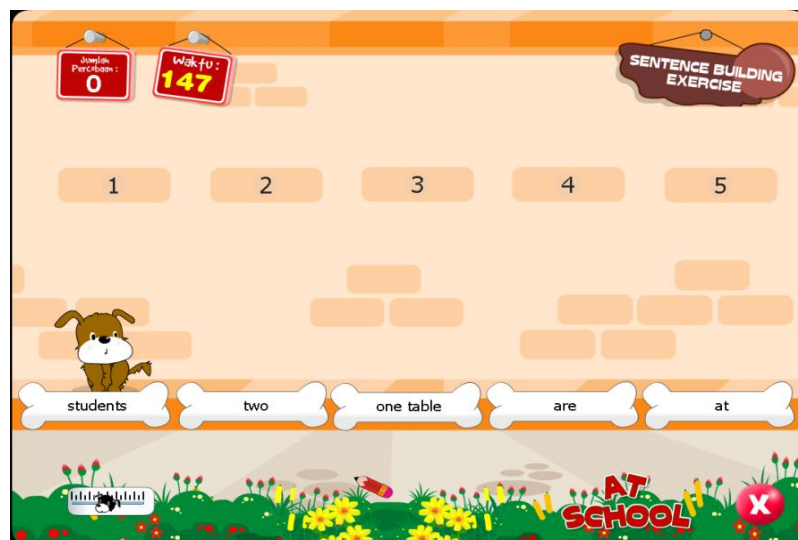 Jumlah
Percobaan :
0
Waktu :
147
SENTENCE BUILDING
EXERCISE
1 2 3 4 5
students two one table are at
AT
SCHOOL
X